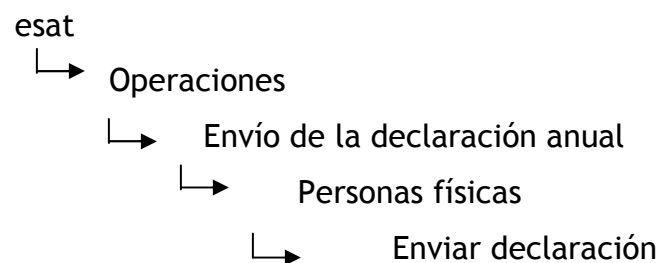 esat
Operaciones
Envío de la declaración anual
Personas físicas
Enviar declaración